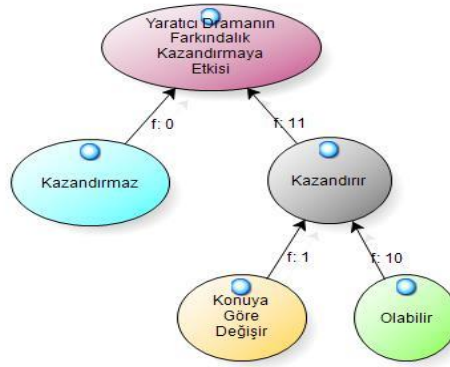 Yaratıcı Dramanın
Farkındalık
Kazandırmaya
Etkisi
f: 0
f: 11
Kazandırmaz
Kazandırır
f: 1
f: 10
Konuya
Göre
Değişir
Olabilir